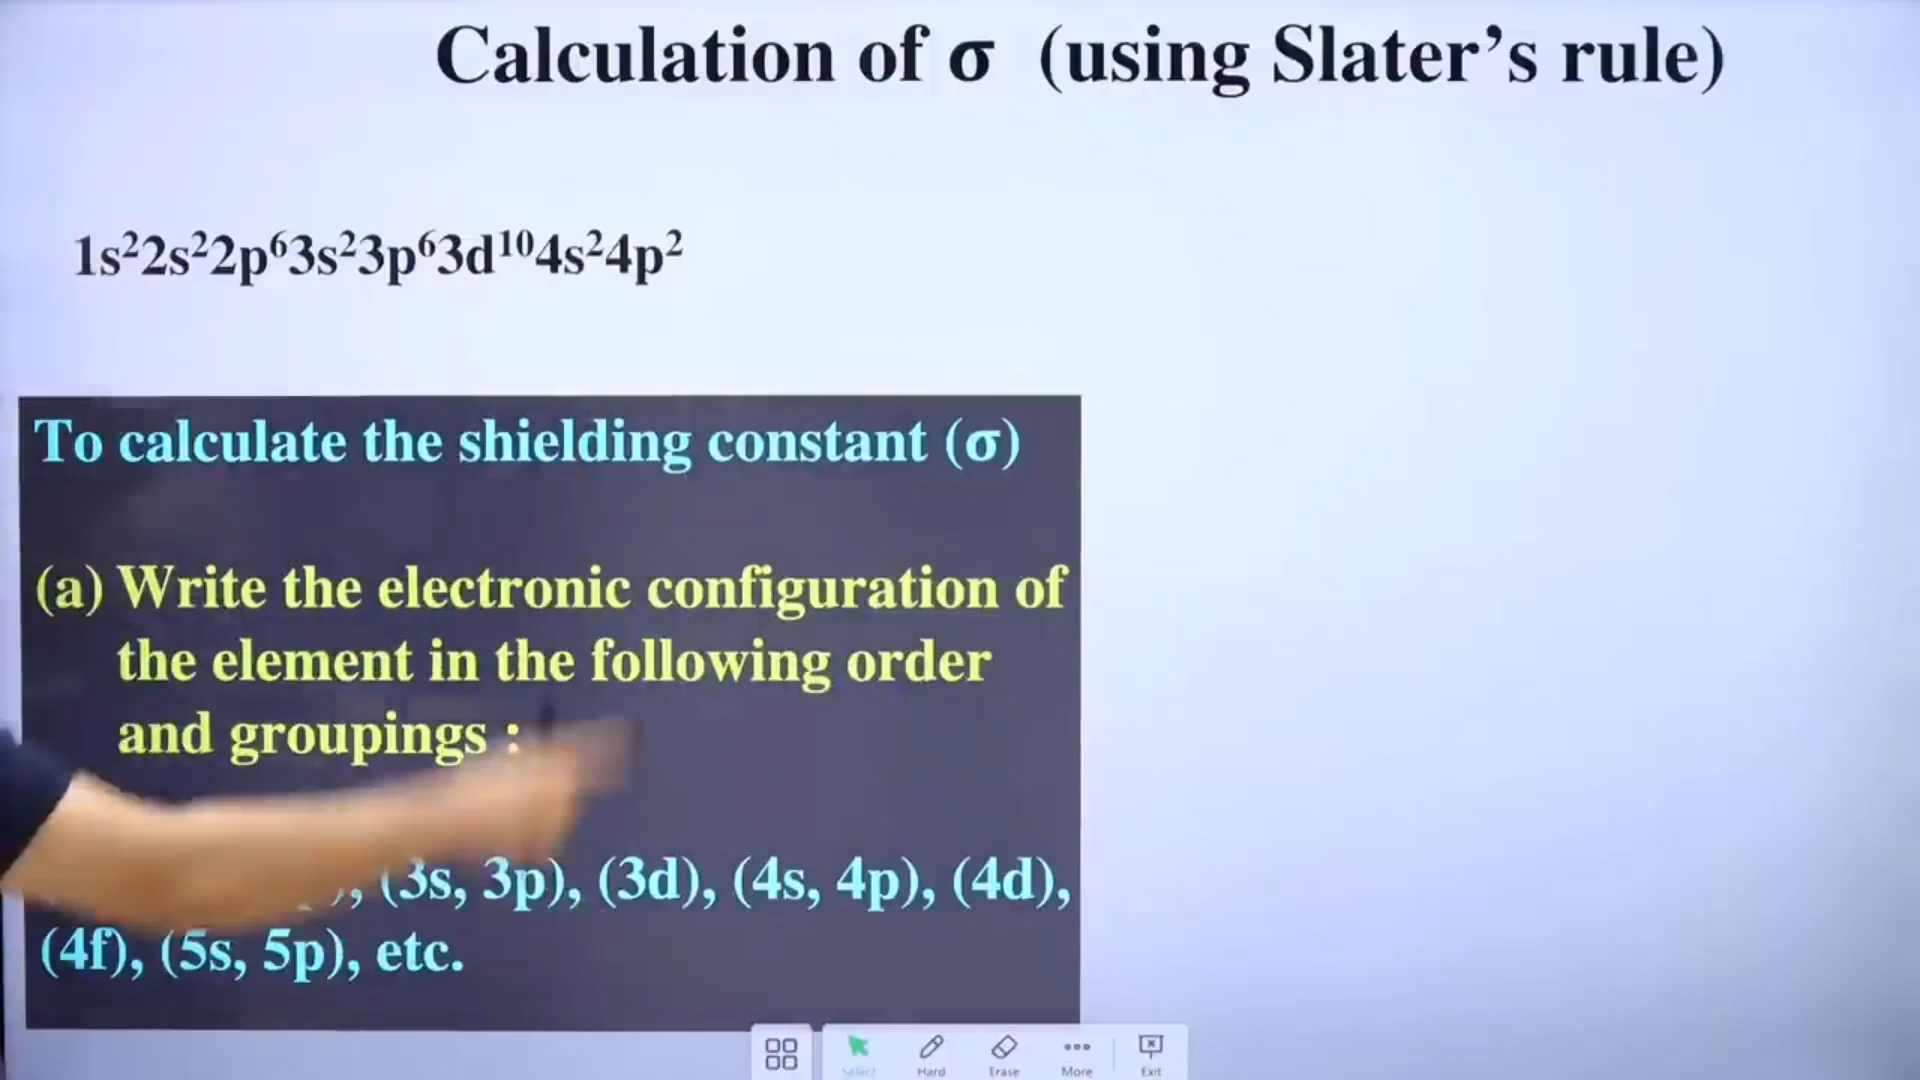 Calculation of σ (using Slater’s rule)
1s²2s²2p⁶3s²3p⁶3d¹⁰4s²4p²
To calculate the shielding constant (σ)
(a) Write the electronic configuration of
the element in the following order
and groupings :
), (3s, 3p), (3d), (4s, 4p), (4d),
(4f), (5s, 5p), etc.
Select Hard Erase More Exit